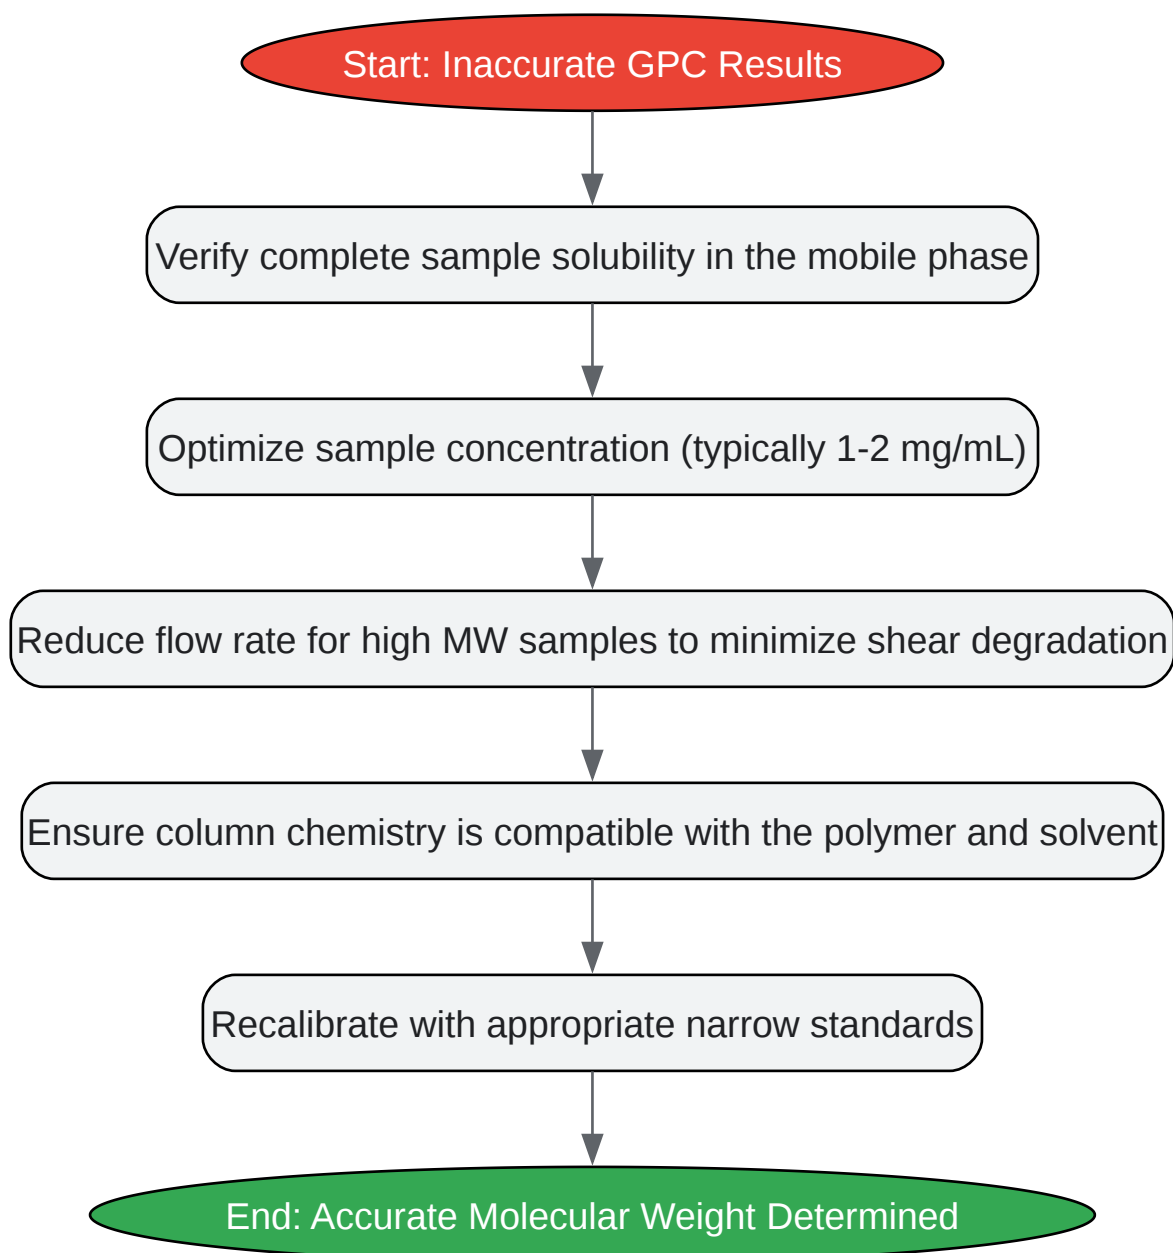 Start: Inaccurate GPC Results
Verify complete sample solubility in the mobile phase
Optimize sample concentration (typically 1-2 mg/mL)
Reduce flow rate for high MW samples to minimize shear degradation
Ensure column chemistry is compatible with the polymer and solvent
Recalibrate with appropriate narrow standards
End: Accurate Molecular Weight Determined